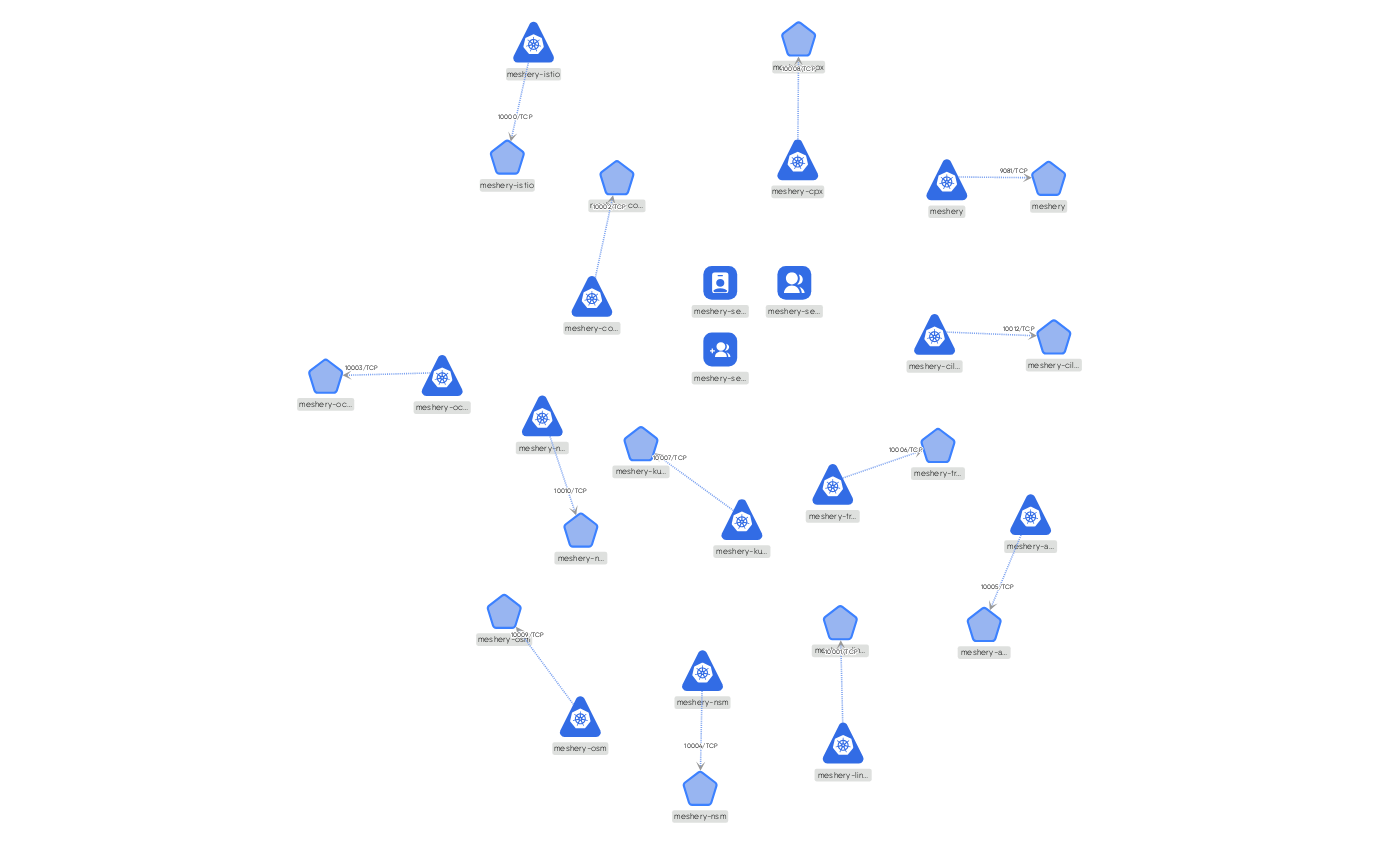 meshery-istio
10000/TCP
meshery-istio
10008/TCP
meshery-cpx
10002/TCP
meshery-co...
9081/TCP
meshery
meshery
meshery-se...
meshery-se...
meshery-se...
10012/TCP
meshery-cil...
meshery-cil...
10003/TCP
meshery-oc...
meshery-oc...
meshery-n...
10010/TCP
meshery-n...
10007/TCP
meshery-ku...
meshery-ku...
10006/TCP
meshery-tr...
meshery-tr...
meshery-a...
10005/TCP
meshery-a...
10009/TCP
meshery-osm
meshery-osm
meshery-nsm
10004/TCP
meshery-nsm
10001/TCP
meshery-lin...